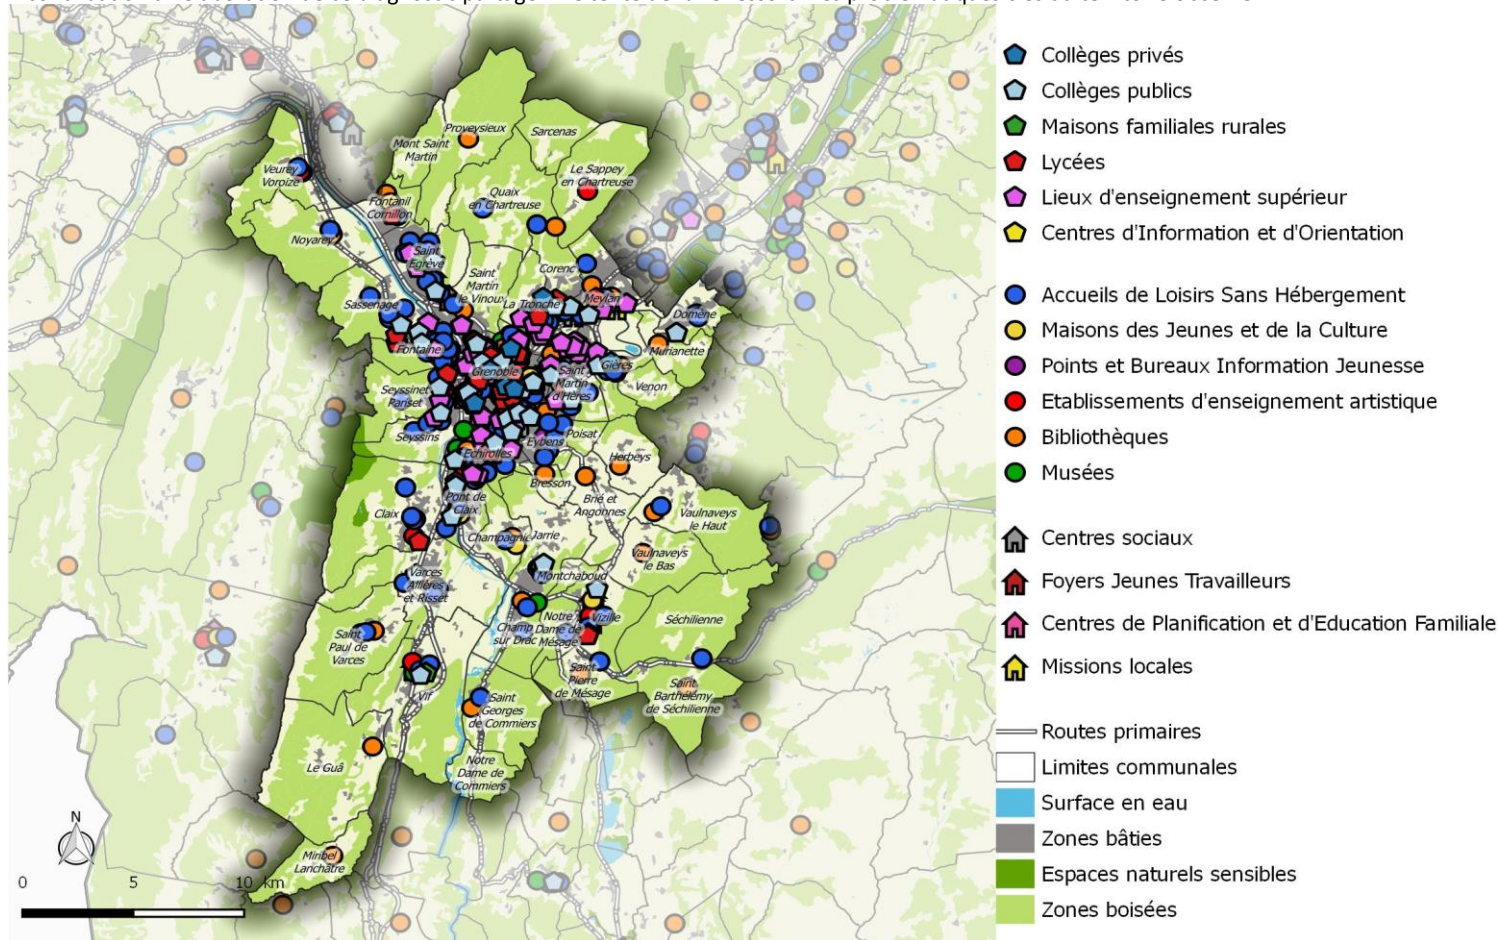 Proveysieux
Sarcenas
Mont Saint
Martin
Le Sappey
en Chartreuse
Veurey
Voroize
Quaix
en Chartreuse
Fontanil
Cornillon
Noyarey
Saint
Egrève
Corenc
Saint
Martin
le Vinoux
Sassenage
La Tronche
Meylan
Domène
Fontaine
Murianette
Grenoble
Gières
Saint
Martin
d'Hères
Venon
Seyssinet
Pariset
Seyssins
Poisat
Eybens
Echirolles
Herbeys
Bresson
Pont de
Claix
Brié et
Angonnes
Claix
Vaulnaveys
le Haut
Champagnier
Jarrie
Vaulnaveys
le Bas
Varces
Allières
et Risset
Montchaboud
Notre
Dame de
Mésage
Vizille
Séchilienne
Champ
sur Drac
Saint
Paul de
Varces
Saint
Pierre
de Mésage
Saint
Barthélémy
de Séchilienne
Vif
Saint
Georges
de Commiers
Le Guâ
Notre
Dame de
Commiers
Miribel
Lanchâtre
N
0 5 10 km
Collèges privés
Collèges publics
Maisons familiales rurales
Lycées
Lieux d'enseignement supérieur
Centres d'Information et d'Orientation
Accueils de Loisirs Sans Hébergement
Maisons des Jeunes et de la Culture
Points et Bureaux Information Jeunesse
Etablissements d'enseignement artistique
Bibliothèques
Musées
Centres sociaux
Foyers Jeunes Travailleurs
Centres de Planification et d'Education Familiale
Missions locales
Routes primaires
Limites communales
Surface en eau
Zones bâties
Espaces naturels sensibles
Zones boisées